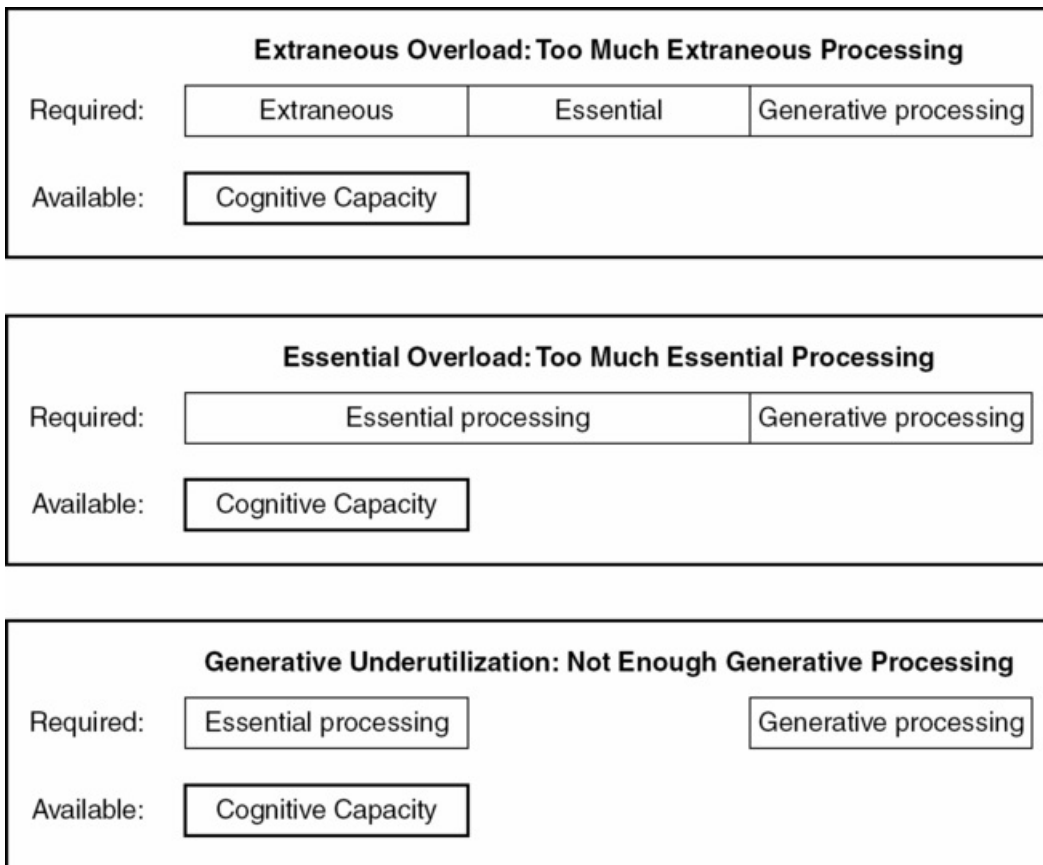 Extraneous Overload: Too Much Extraneous Processing
Required: Extraneous Essential Generative processing
Available: Cognitive Capacity
Essential Overload: Too Much Essential Processing
Required: Essential processing Generative processing
Available: Cognitive Capacity
Generative Underutilization: Not Enough Generative Processing
Required: Essential processing Generative processing
Available: Cognitive Capacity